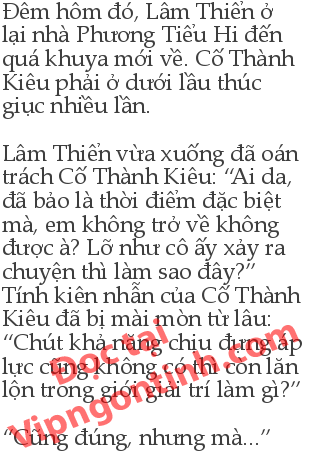 Đêm hôm đó, Lâm Thiển ở
lại nhà Phương Tiểu Hi đến
quá khuya mới về. Cố Thành
Kiêu phải ở dưới lầu thúc
giục nhiều lần.
Lâm Thiển vừa xuống đã oán
trách Cố Thành Kiêu: “Ai da,
đã bảo là thời điểm đặc biệt
mà, em không trở về không
được à? Lỡ như cô ấy xảy ra
chuyện thì làm sao đây?”
Tính kiên nhẫn của Cố Thành
Kiêu đã bị mài mòn từ lâu:
“Chút khả năng chịu đựng áp
lực cũng không có thì còn lăn
lộn trong giới giải trí làm gì?”
“Cũng đúng, nhưng mà...”
Đọc tại
Vipngontinh.com